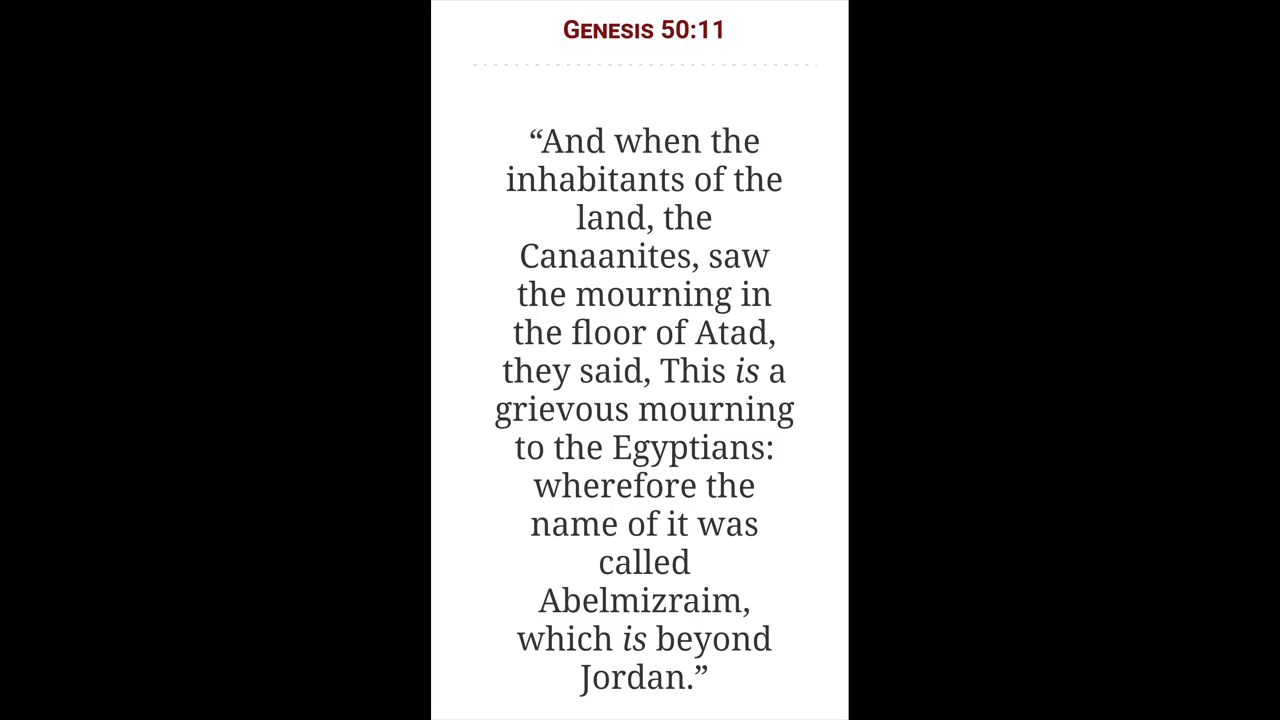 Genesis 50:11
“And when the
inhabitants of the
land, the
Canaanites, saw
the mourning in
the floor of Atad,
they said, This is a
grievous mourning
to the Egyptians:
wherefore the
name of it was
called
Abelmizraim,
which is beyond
Jordan.”